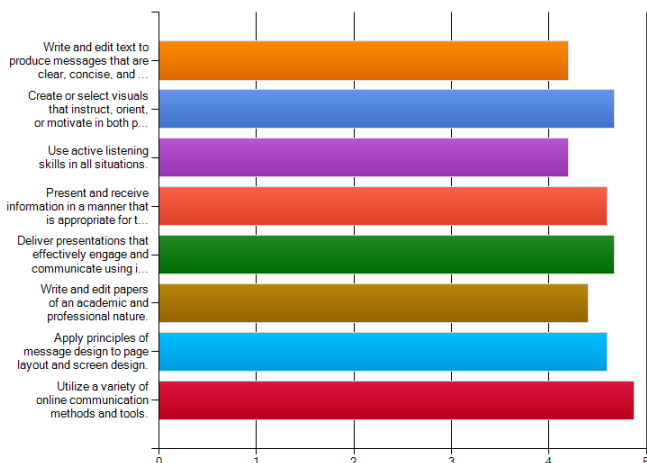 Write and edit text to
produce messages that are
clear, concise, and ...
Create or select visuals
that instruct, orient,
or motivate in both p...
Use active listening
skills in all situations.
Present and receive
information in a manner that
is appropriate for t...
Deliver presentations that
effectively engage and
communicate using i...
Write and edit papers
of an academic and
professional nature.
Apply principles of
message design to page
layout and screen design.
Utilize a variety of
online communication
methods and tools.
0 1 2 3 4 5